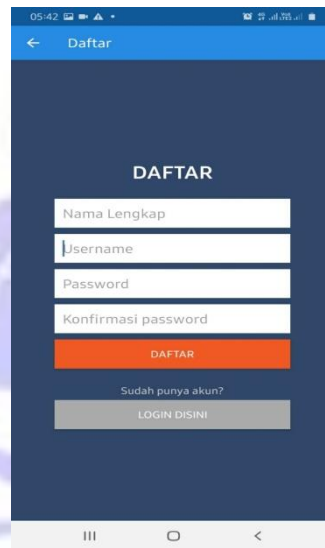 05:42
Daftar
DAFTAR
Nama Lengkap
Username
Password
Konfirmasi password
DAFTAR
Sudah punya akun?
LOGIN DISINI